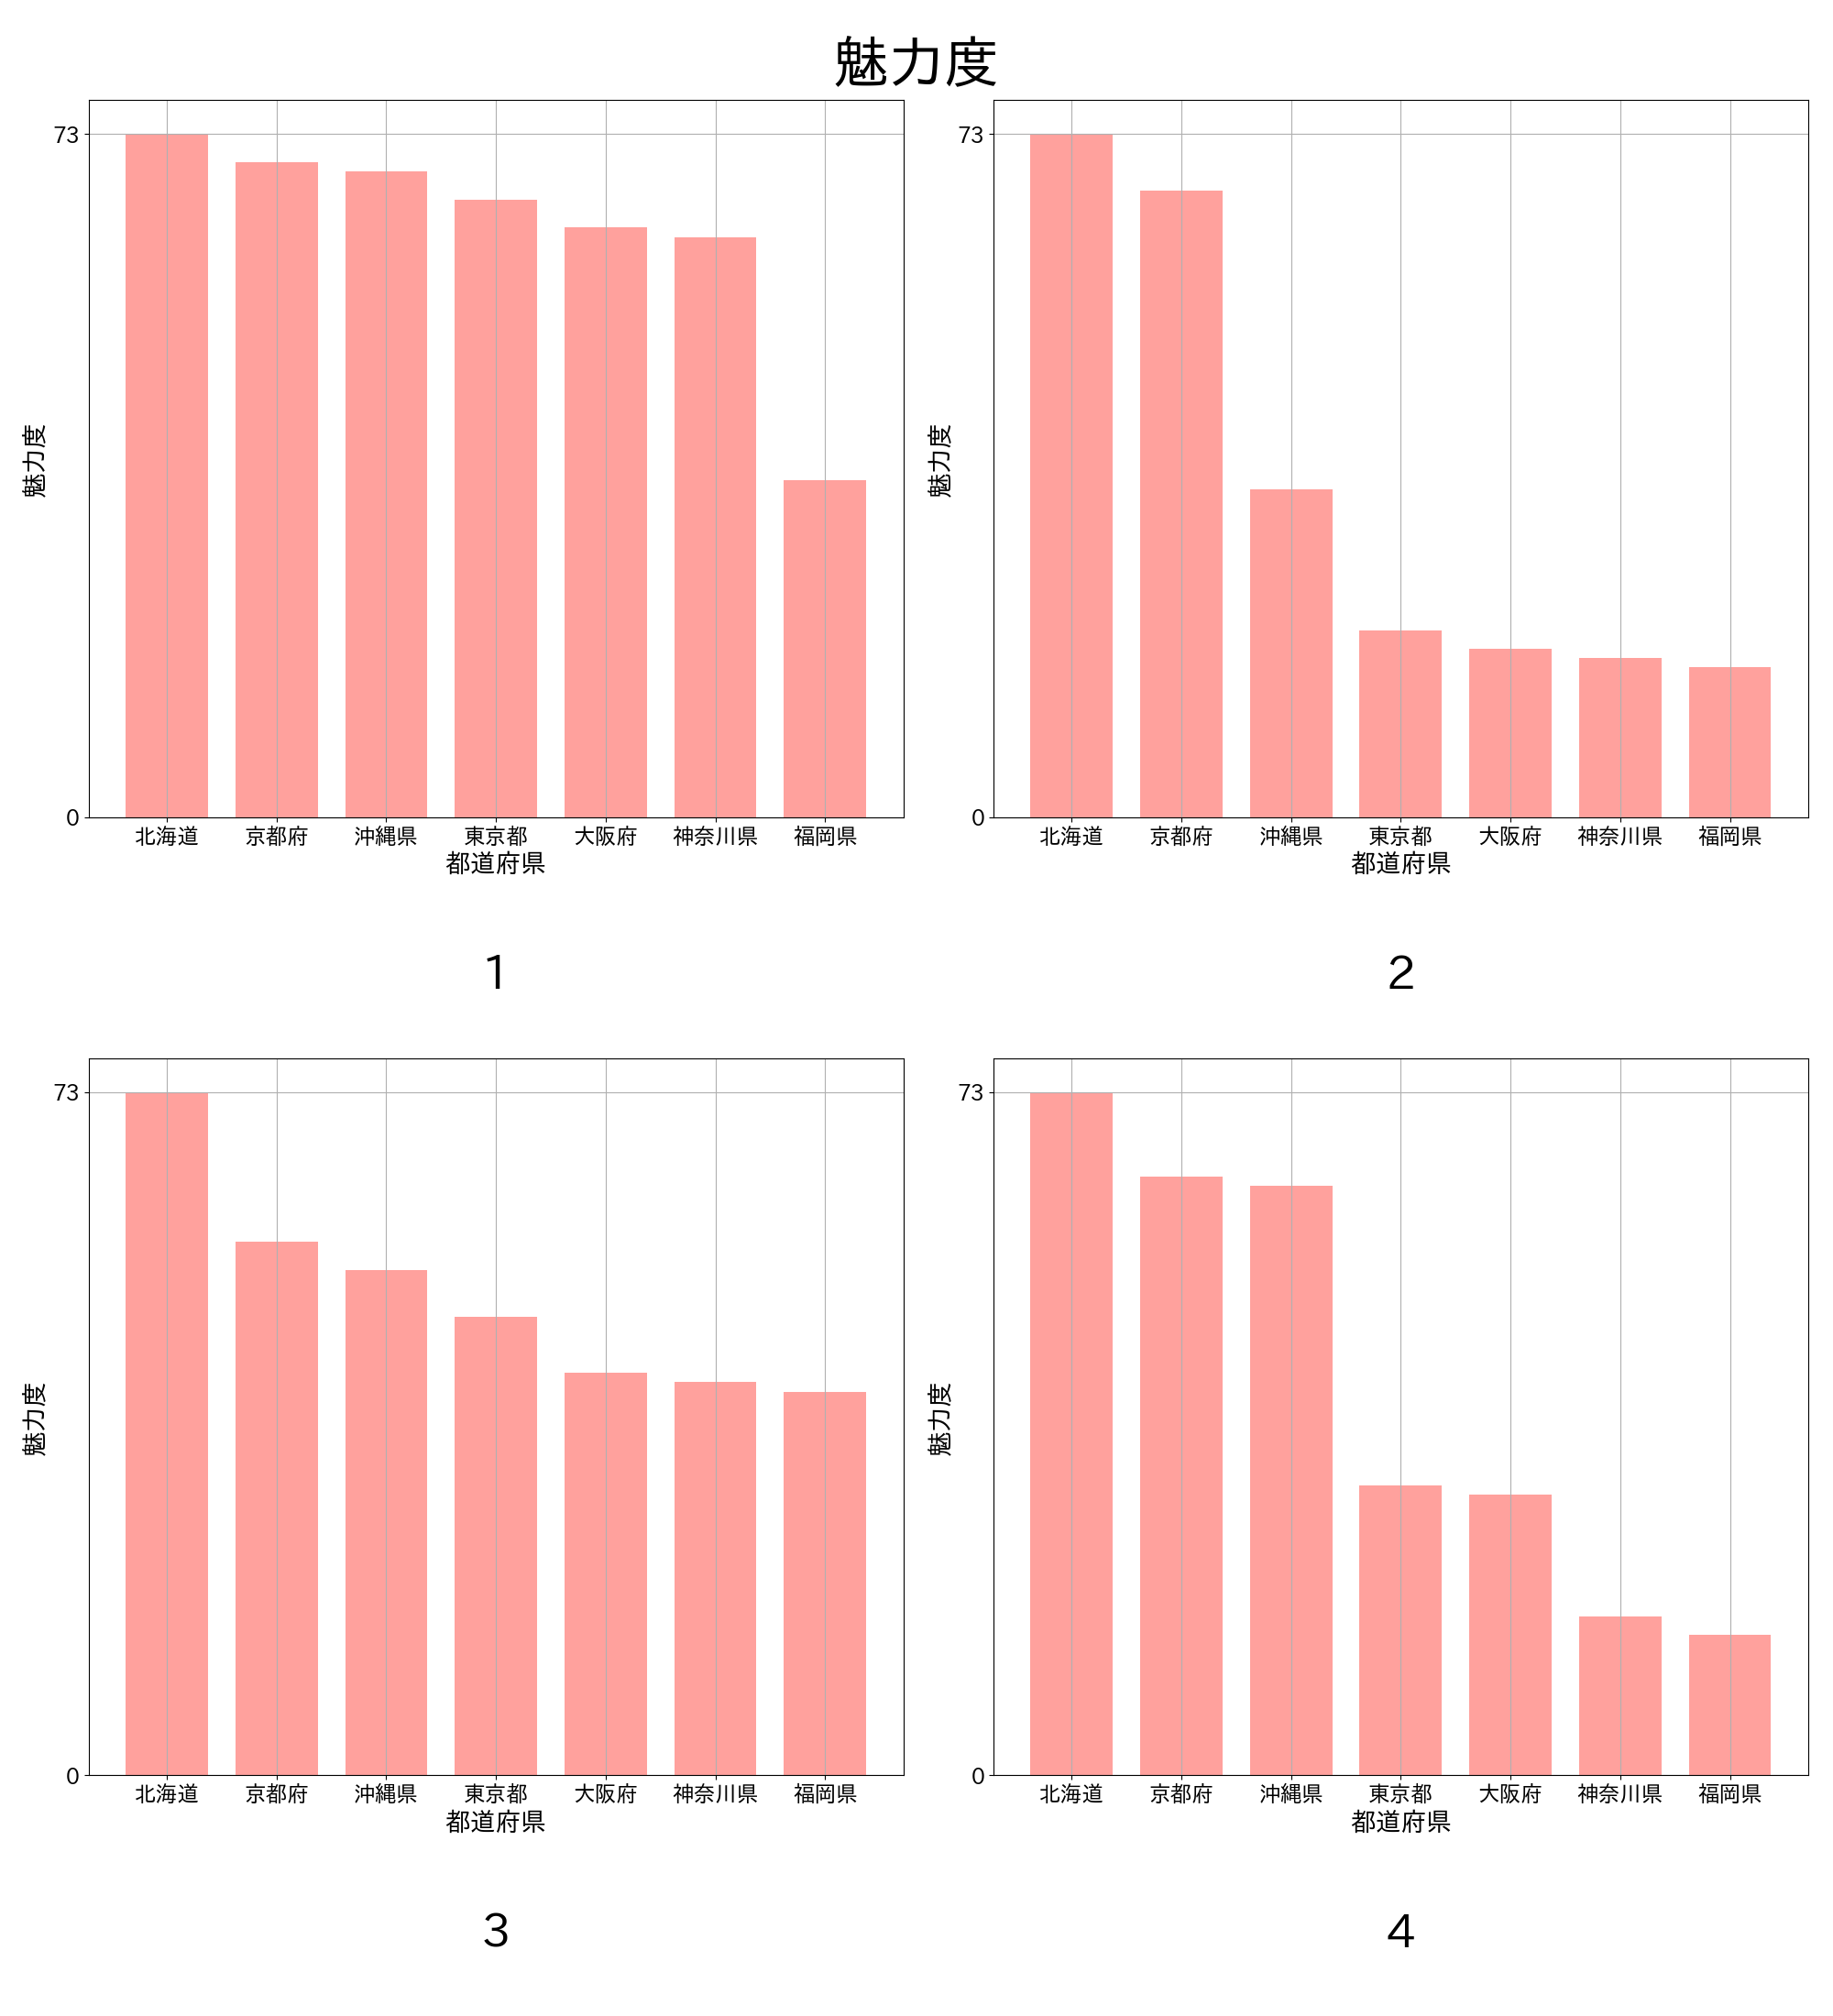 魅力度
73
0
魅力度
北海道 京都府 沖縄県 東京都 大阪府 神奈川県 福岡県
都道府県
1
73
0
魅力度
北海道 京都府 沖縄県 東京都 大阪府 神奈川県 福岡県
都道府県
2
73
0
魅力度
北海道 京都府 沖縄県 東京都 大阪府 神奈川県 福岡県
都道府県
3
73
0
魅力度
北海道 京都府 沖縄県 東京都 大阪府 神奈川県 福岡県
都道府県
4